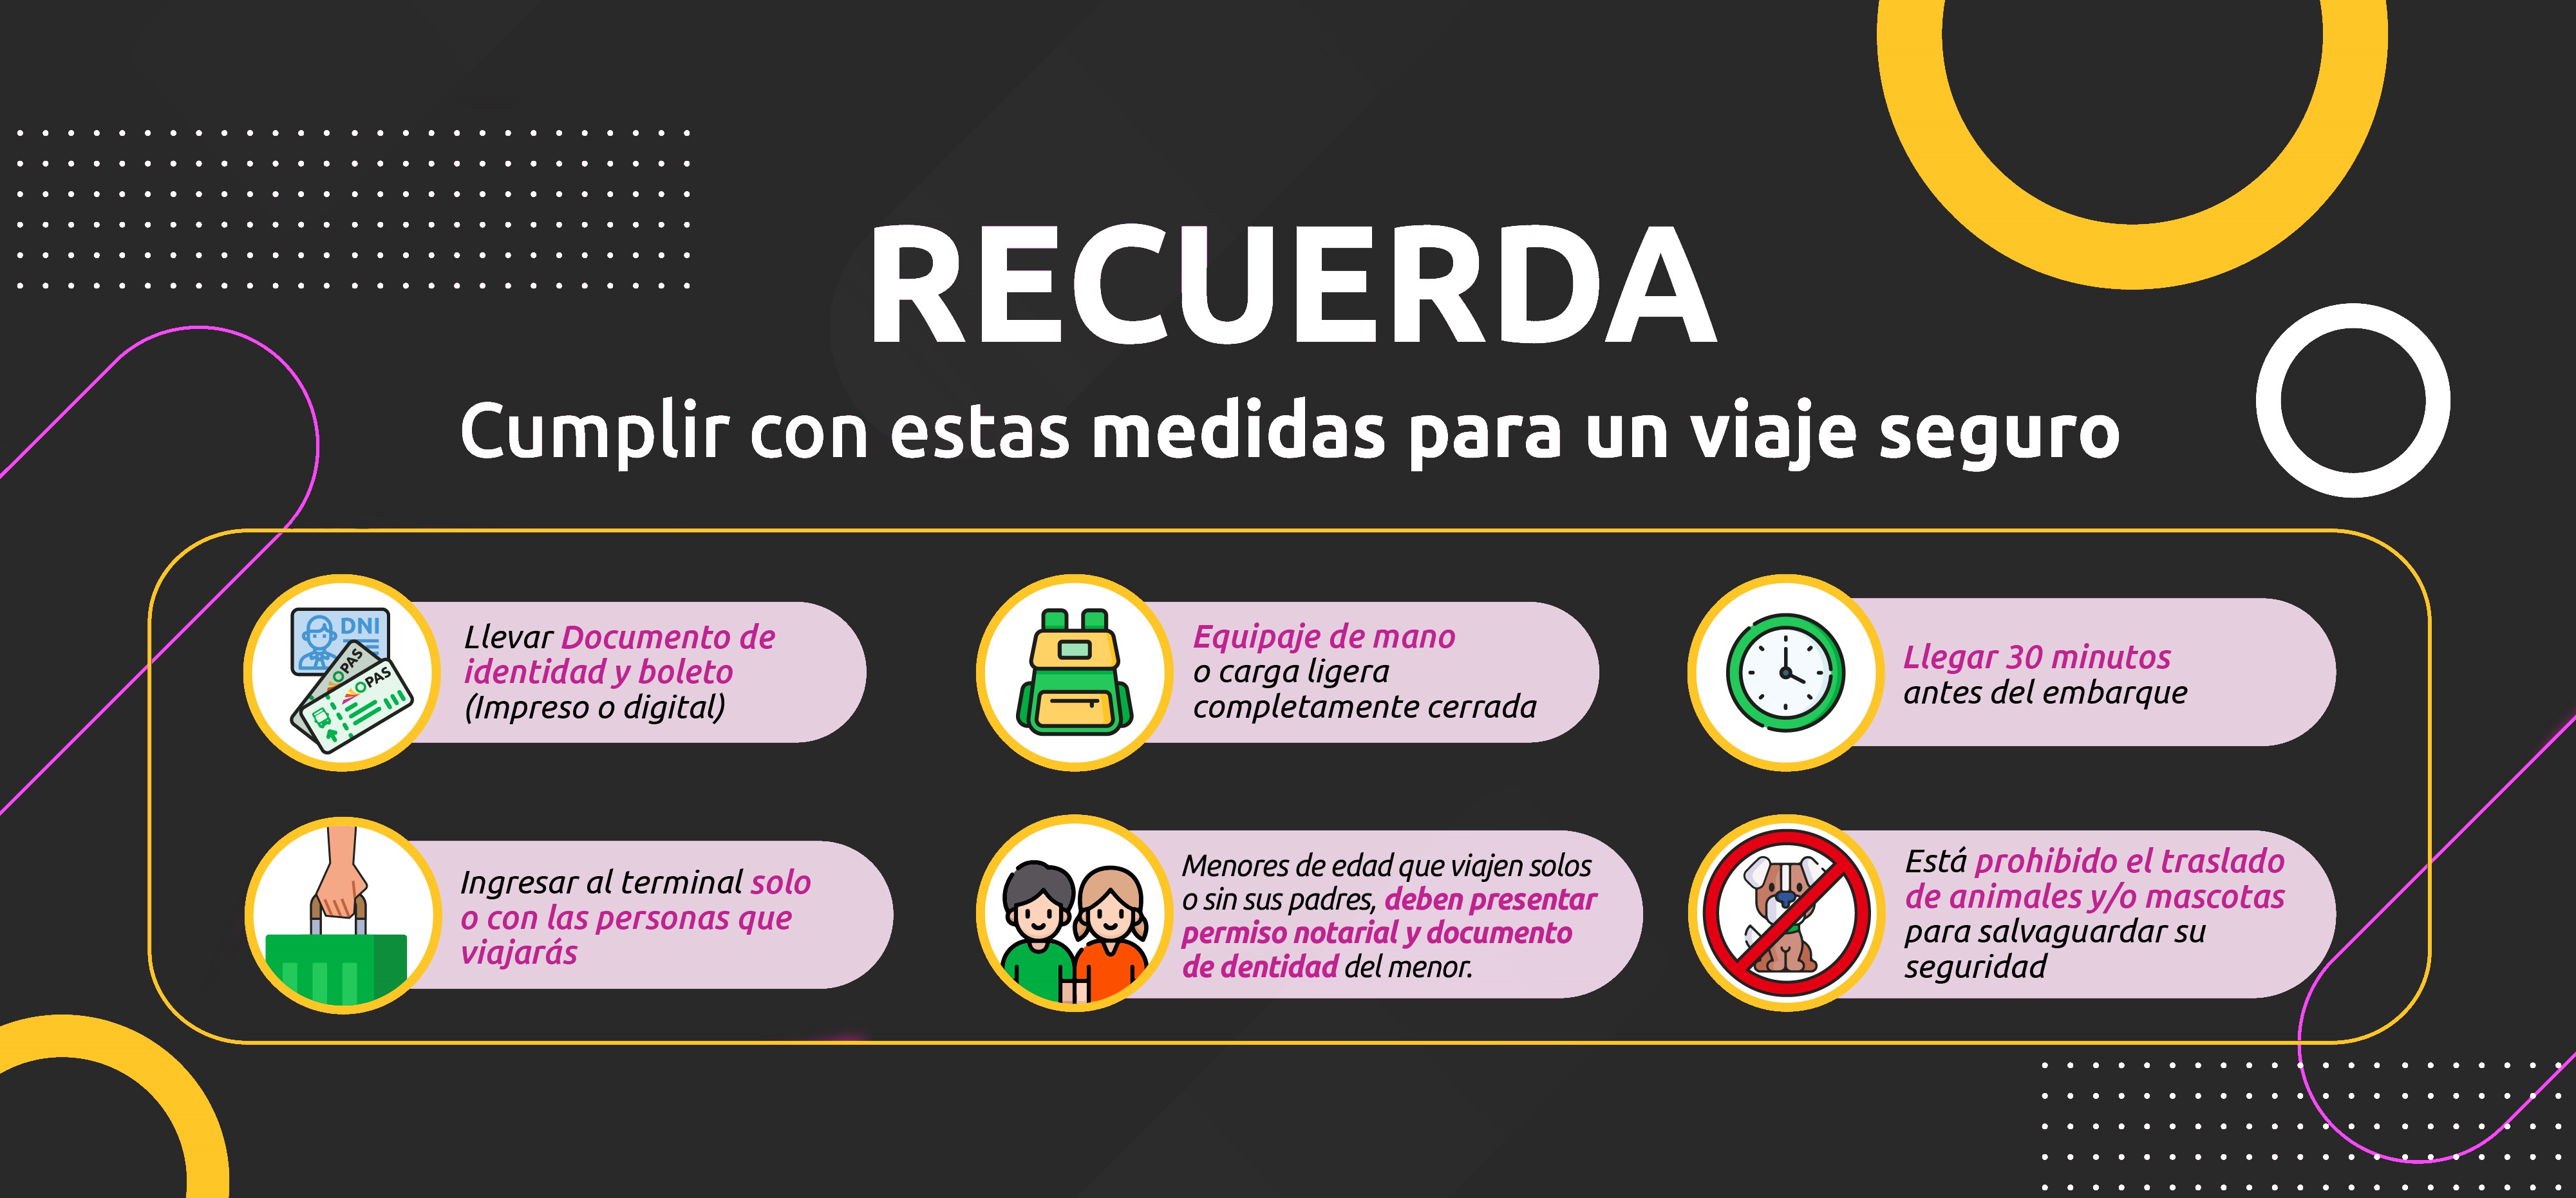 RECUERDA
Cumplir con estas medidas para un viaje seguro
DNI
OPAS
OPAS
Llevar Documento de
identidad y boleto
(Impreso o digital)
Equipaje de mano
o carga ligera
completamente cerrada
Llegar 30 minutos
antes del embarque
Ingresar al terminal solo
o con las personas que
viajarás
Menores de edad que viajen solos
o sin sus padres, deben presentar
permiso notarial y documento
de dentidad del menor.
Está prohibido el traslado
de animales y/o mascotas
para salvaguardar su
seguridad